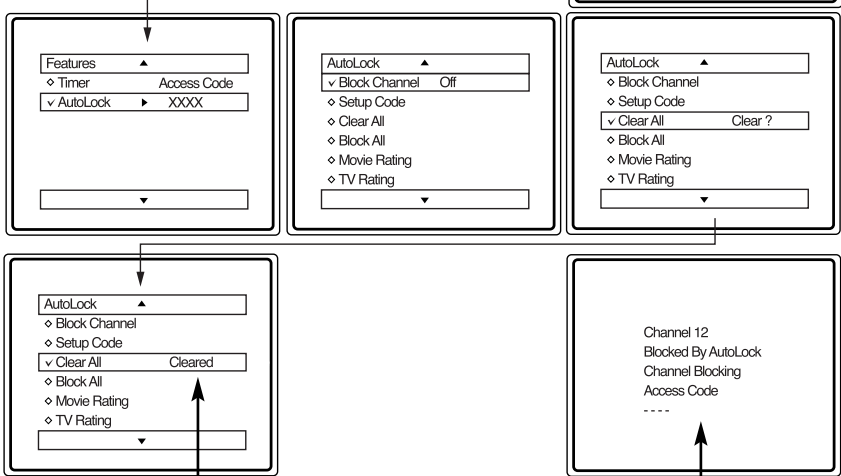 Features
Timer Access Code
AutoLock XXXX
AutoLock
Block Channel Off
Setup Code
Clear All
Block All
Movie Rating
TV Rating
AutoLock
Block Channel
Setup Code
Clear All Clear ?
Block All
Movie Rating
TV Rating
AutoLock
Block Channel
Setup Code
Clear All Cleared
Block All
Movie Rating
TV Rating
Channel 12
Blocked By AutoLock
Channel Blocking
Access Code
- - - -